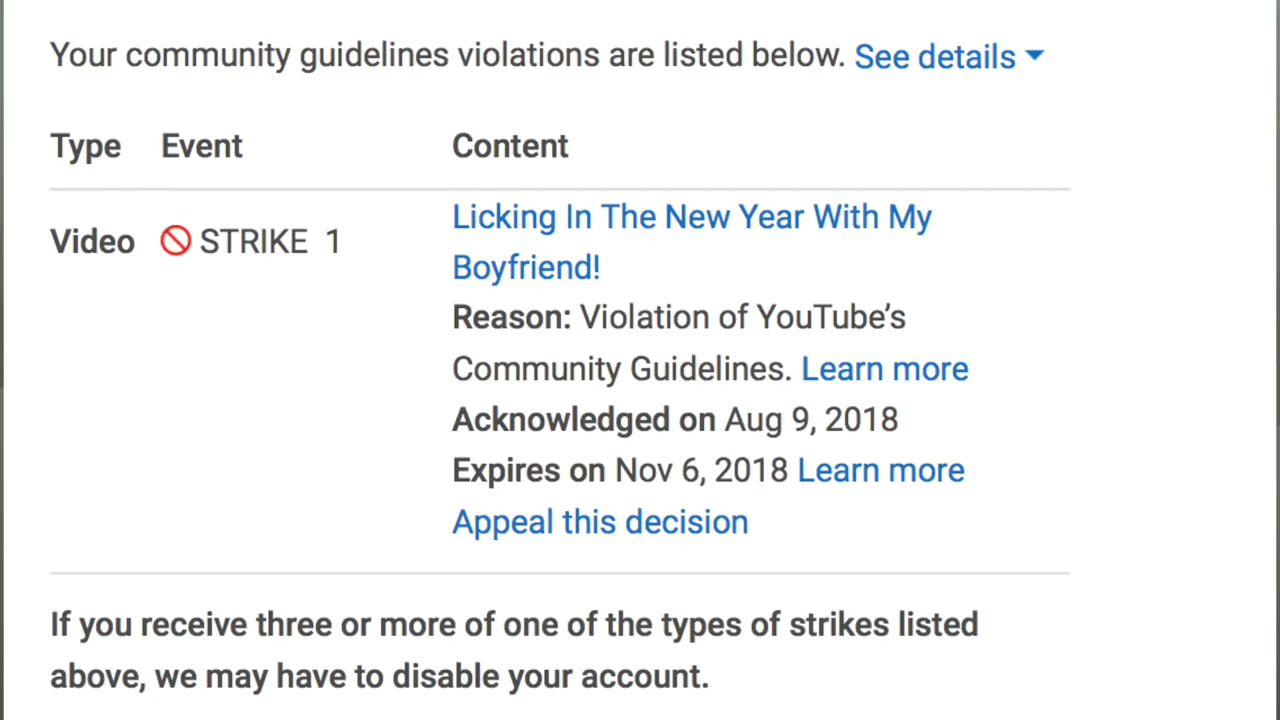 Your community guidelines violations are listed below. See details
Type Event Content
Video STRIKE 1
Licking In The New Year With My
Boyfriend!
Reason: Violation of YouTube’s
Community Guidelines. Learn more
Acknowledged on Aug 9, 2018
Expires on Nov 6, 2018 Learn more
Appeal this decision
If you receive three or more of one of the types of strikes listed
above, we may have to disable your account.